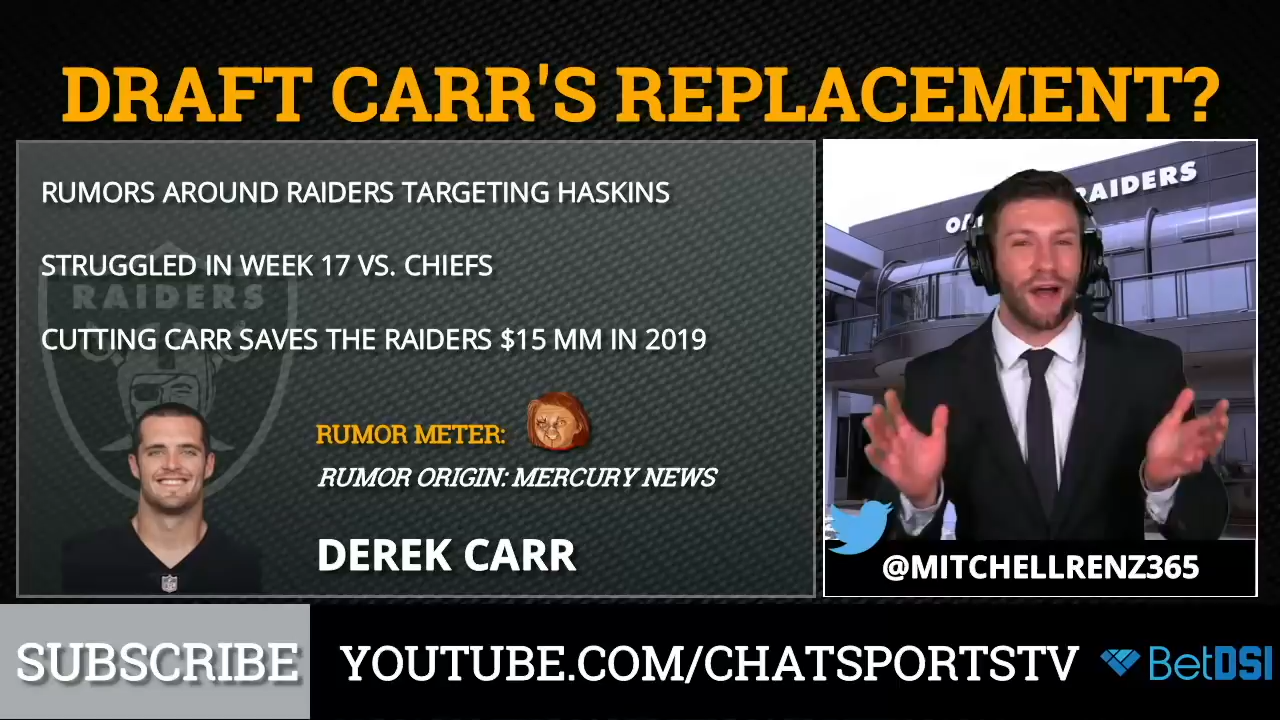 DRAFT CARR'S REPLACEMENT?
RUMORS AROUND RAIDERS TARGETING HASKINS
STRUGGLED IN WEEK 17 VS. CHIEFS
RAIDERS
CUTTING CARR SAVES THE RAIDERS $15 MM IN 2019
RUMOR METER:
RUMOR ORIGIN: MERCURY NEWS
DEREK CARR
RAIDERS
@MITCHELLRENZ365
SUBSCRIBE
YOUTUBE.COM/CHATSPORTSTV
BetDSI